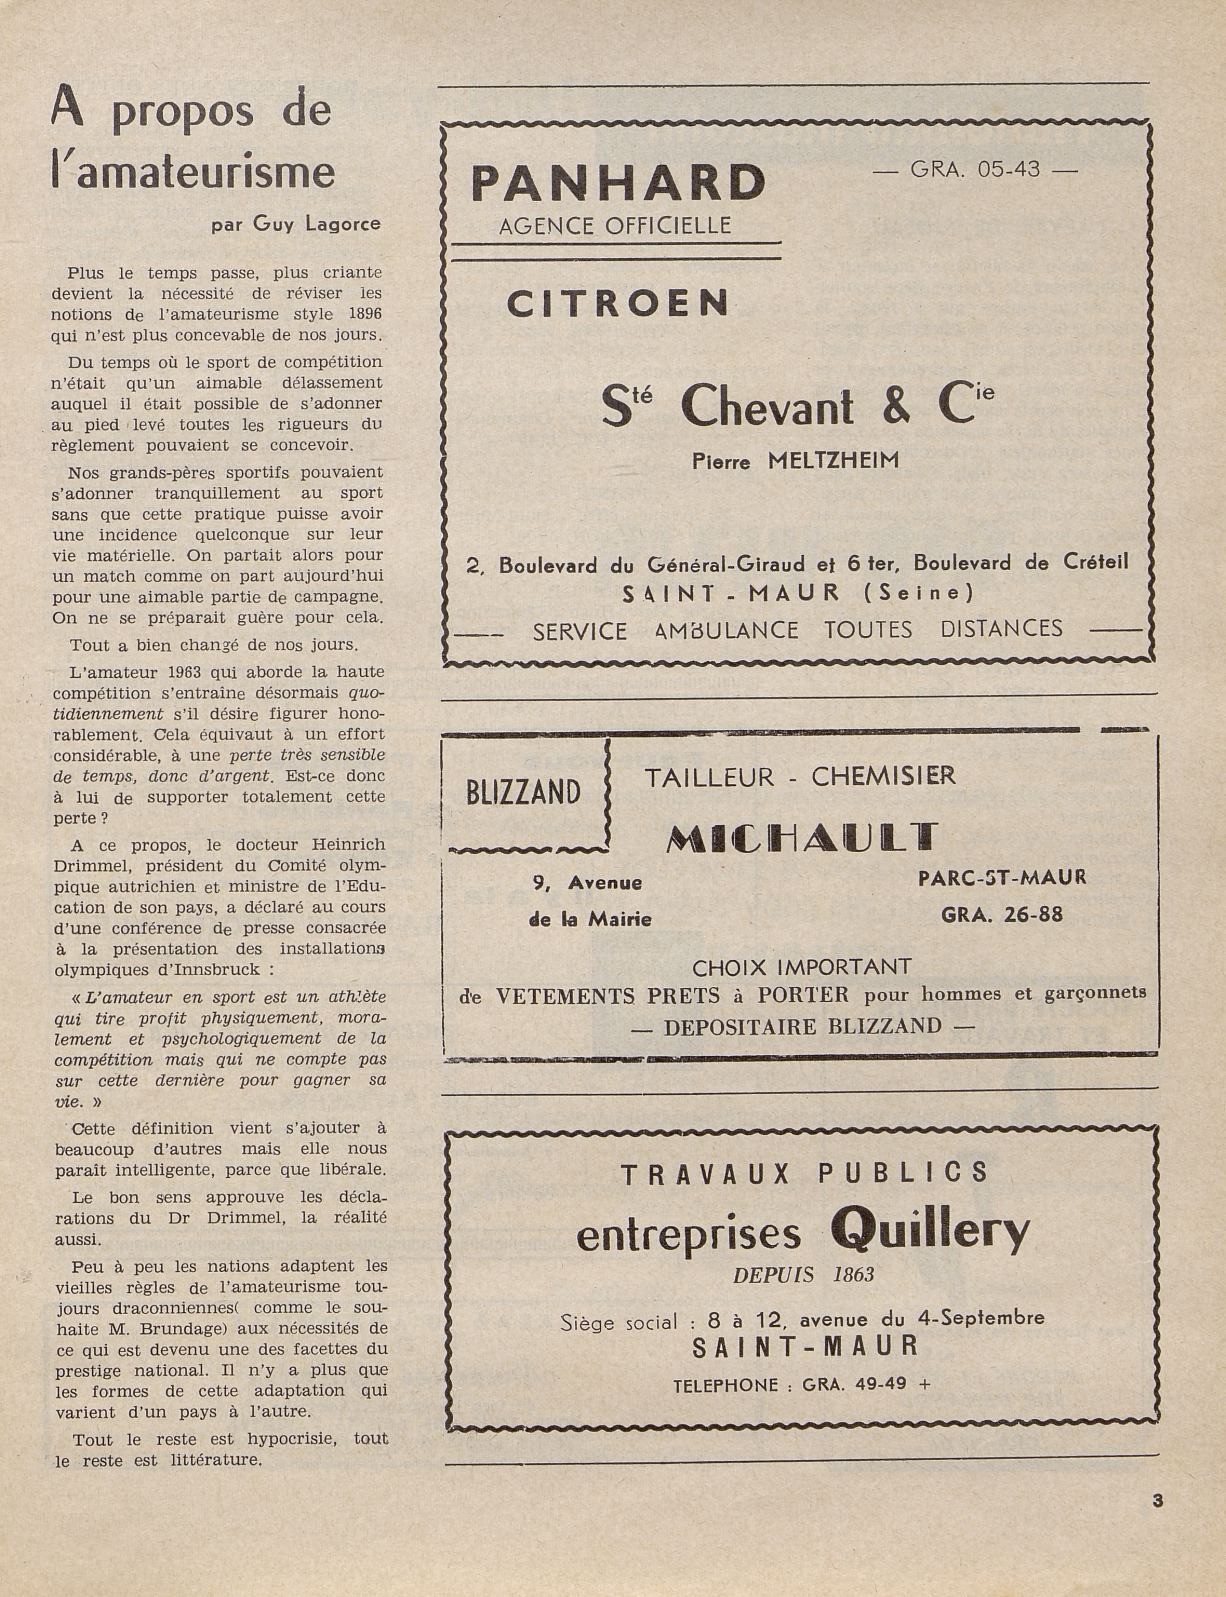 A propos de
l'amateurisme
par Guy Lagorce
Plus le temps passe, plus criante
devient la nécessité de réviser les
notions de l'amateurisme style 1896
qui n'est plus concevable de nos jours.
Du temps où le sport de compétition
n'était qu'un aimable délassement
auquel il était possible de s'adonner
au pied levé toutes les rigueurs du
règlement pouvaient se concevoir.
Nos grands-pères sportifs pouvaient
s'adonner tranquillement au sport
sans que cette pratique puisse avoir
une incidence quelconque sur leur
vie matérielle. On partait alors pour
un match comme on part aujourd'hui
pour une aimable partie de campagne.
On ne se préparait guère pour cela.
Tout a bien changé de nos jours.
L'amateur 1963 qui aborde la haute
compétition s'entraîne désormais quo-
tidiennement s'il désire figurer hono-
rablement. Cela équivaut à un effort
considérable, à une perte très sensible
de temps, donc d'argent. Est-ce donc
à lui de supporter totalement cette
perte ?
A ce propos, le docteur Heinrich
Drimmel, président du Comité olym-
pique autrichien et ministre de l'Edu-
cation de son pays, a déclaré au cours
d'une conférence de presse consacrée
à la présentation des installations
olympiques d'Innsbruck :
« L'amateur en sport est un athlète
qui tire profit physiquement, mora-
lement et psychologiquement de la
compétition mais qui ne compte pas
sur cette dernière pour gagner sa
vie. »
Cette définition vient s'ajouter à
beaucoup d'autres mais elle nous
paraît intelligente, parce que libérale.
Le bon sens approuve les décla-
rations du Dr Drimmel, la réalité
aussi.
Peu à peu les nations adaptent les
vieilles règles de l'amateurisme tou-
jours draconniennes( comme le sou-
haite M. Brundage) aux nécessités de
ce qui est devenu une des facettes du
prestige national. Il n'y a plus que
les formes de cette adaptation qui
varient d'un pays à l'autre.
Tout le reste est hypocrisie, tout
le reste est littérature.
PANHARD
— GRA. 05-43 —
AGENCE OFFICIELLE
CITROEN
Sté Chevant & Cie
Pierre MELTZHEIM
2, Boulevard du Général-Giraud et 6 ter, Boulevard de Créteil
SAINT-MAUR (Seine)
—— SERVICE AMBULANCE TOUTES DISTANCES ——
BLIZZAND
TAILLEUR - CHEMISIER
MICHAULT
9, Avenue
de la Mairie
PARC-ST-MAUR
GRA. 26-88
CHOIX IMPORTANT
de VETEMENTS PRETS à PORTER pour hommes et garçonnets
— DEPOSITAIRE BLIZZAND —
TRAVAUX PUBLICS
entreprises Quillery
DEPUIS 1863
Siège social : 8 à 12, avenue du 4-Septembre
SAINT-MAUR
TELEPHONE : GRA. 49-49 +
3